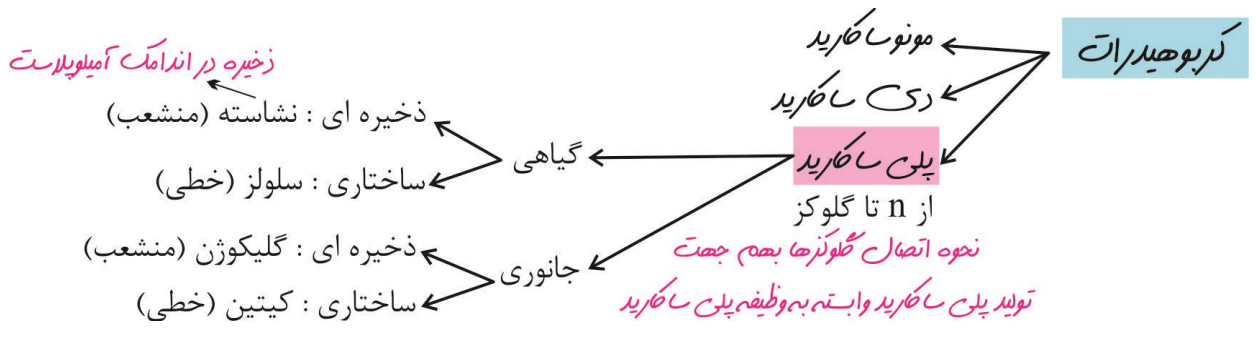 کربوهیدرات
مونوساکارید
دی ساکارید
پلی ساکارید
از n تا گلوکز
نحوه اتصال گلوکزها بهم جهت
تولید پلی ساکارید وابسته به وظیفه پلی ساکارید
گیاهی
ذخیره در اندامک آمیلوپلاست
ذخیره ای : نشاسته (منشعب)
ساختاری : سلولز (خطی)
جانوری
ذخیره ای : گلیکوژن (منشعب)
ساختاری : کیتین (خطی)